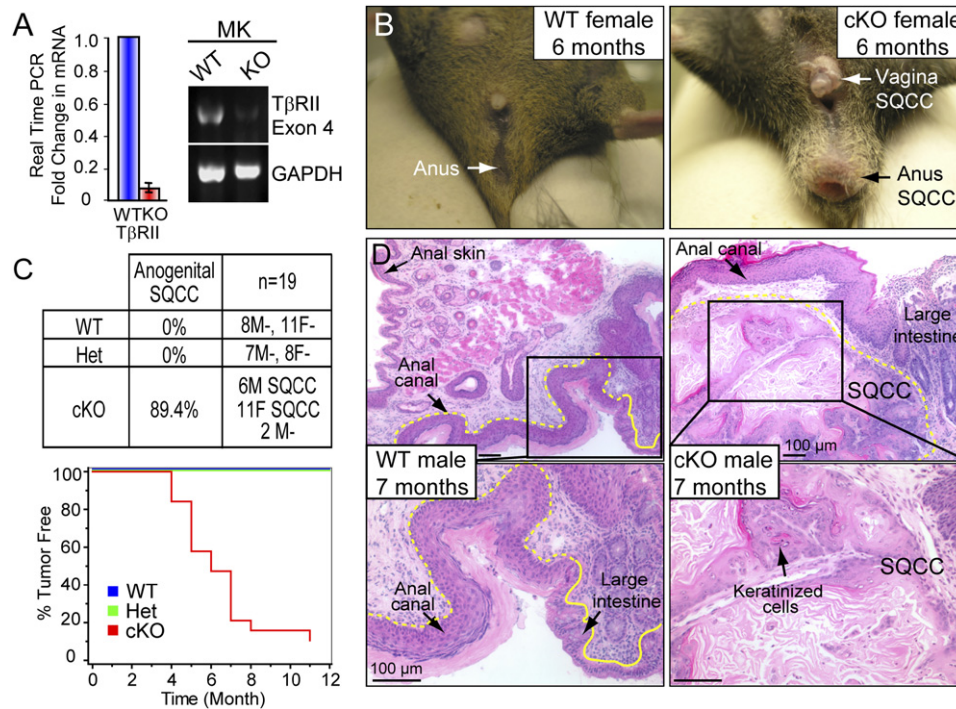 A
Real Time PCR
Fold Change in mRNA
1.0
0.8
0.6
0.4
0.2
0
WT KO
TβRII
MK
WT
KO
TβRII
Exon 4
GAPDH
B
WT female
6 months
Anus
cKO female
6 months
Vagina
SQCC
Anus
SQCC
C
Anogenital
SQCC
n=19
WT
0%
8M-, 11F-
Het
0%
7M-, 8F-
cKO
89.4%
6M SQCC
11F SQCC
2 M-
% Tumor Free
100
80
60
40
20
0
WT
Het
cKO
0 2 4 6 8 10 12
Time (Month)
D
Anal skin
Anal
canal
WT male
7 months
Anal
canal
Large
intestine
100 µm
Anal canal
Large
intestine
SQCC
100 µm
cKO male
7 months
Keratinized
cells
SQCC